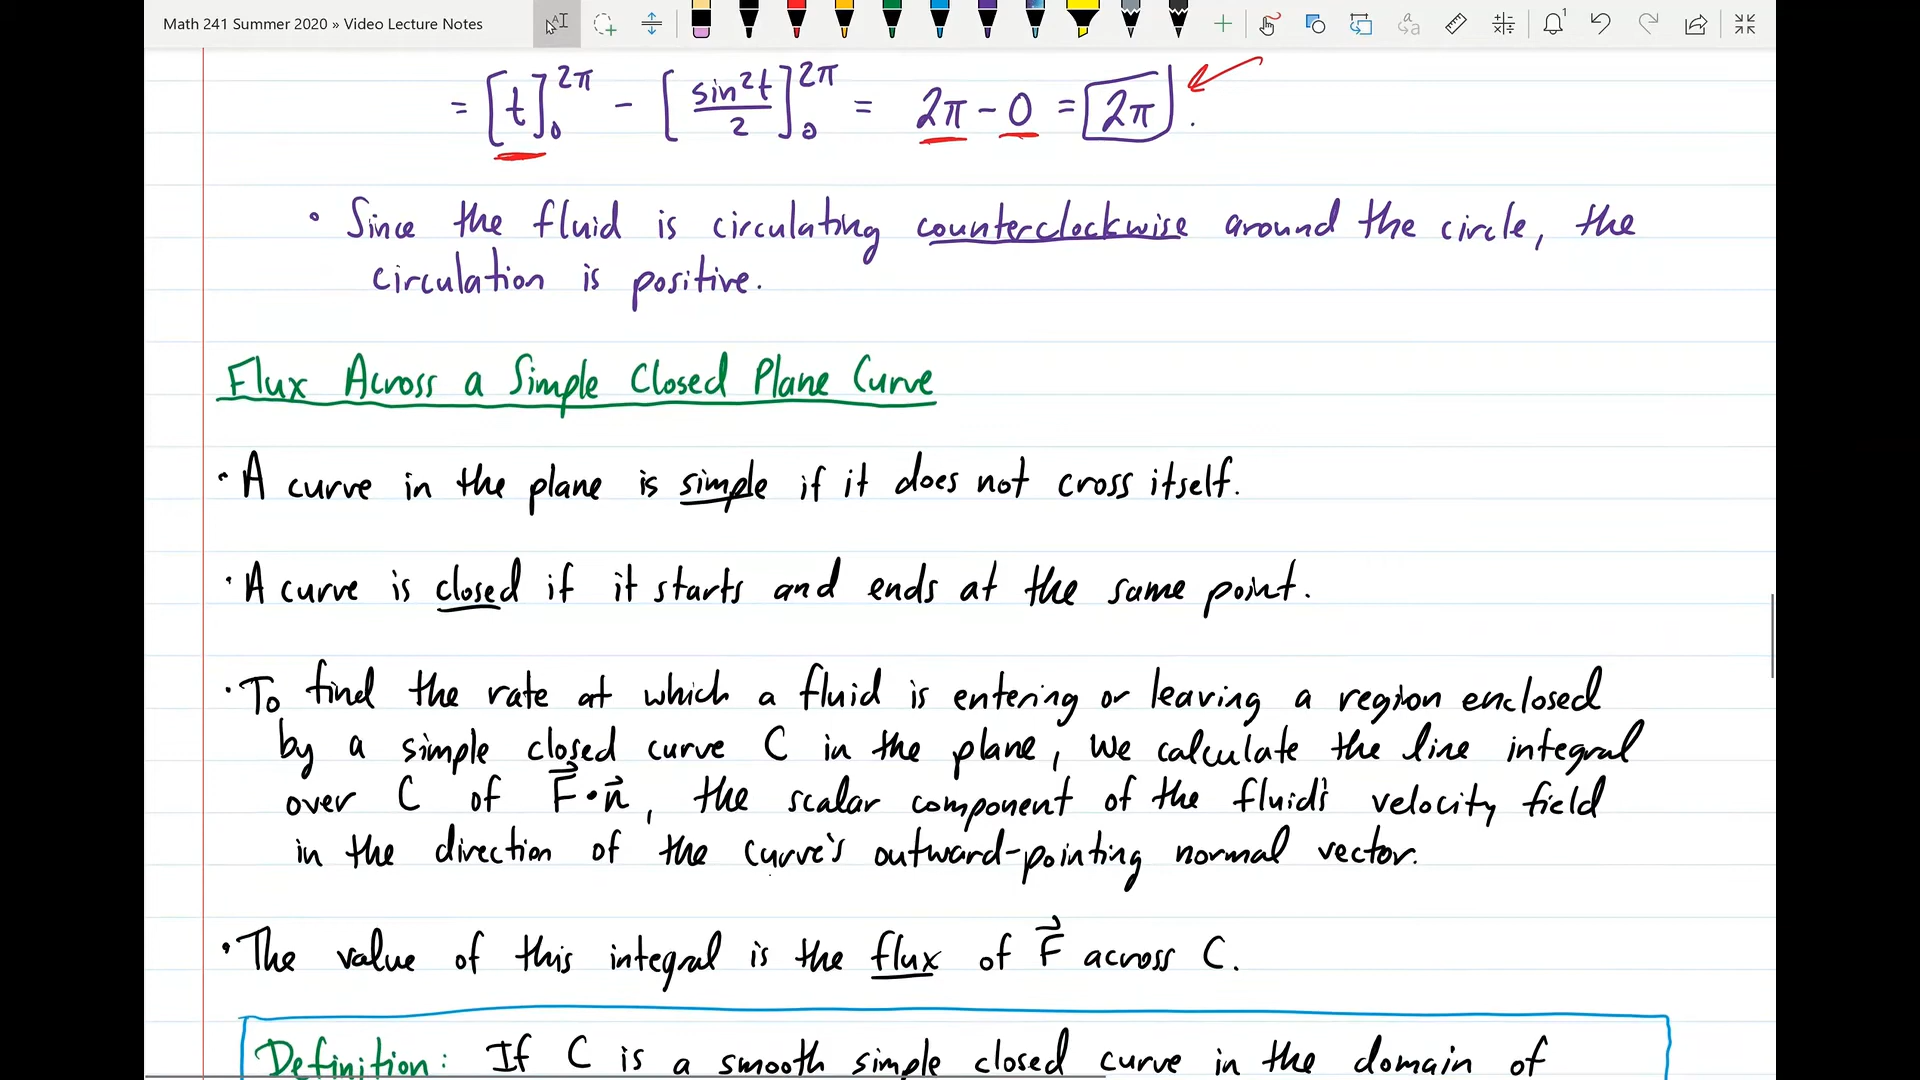 Math 241 Summer 2020 » Video Lecture Notes
= [t]₀^2π - [sin²t/2]₀^2π = 2π - 0 = 2π.
• Since the fluid is circulating counterclockwise around the circle, the
circulation is positive.
Flux Across a Simple Closed Plane Curve
• A curve in the plane is simple if it does not cross itself.
• A curve is closed if it starts and ends at the same point.
• To find the rate at which a fluid is entering or leaving a region enclosed
by a simple closed curve C in the plane, we calculate the line integral
over C of F⃗ • n⃗, the scalar component of the fluid's velocity field
in the direction of the curve's outward-pointing normal vector.
• The value of this integral is the flux of F⃗ across C.
Definition: If C is a smooth simple closed curve in the domain of